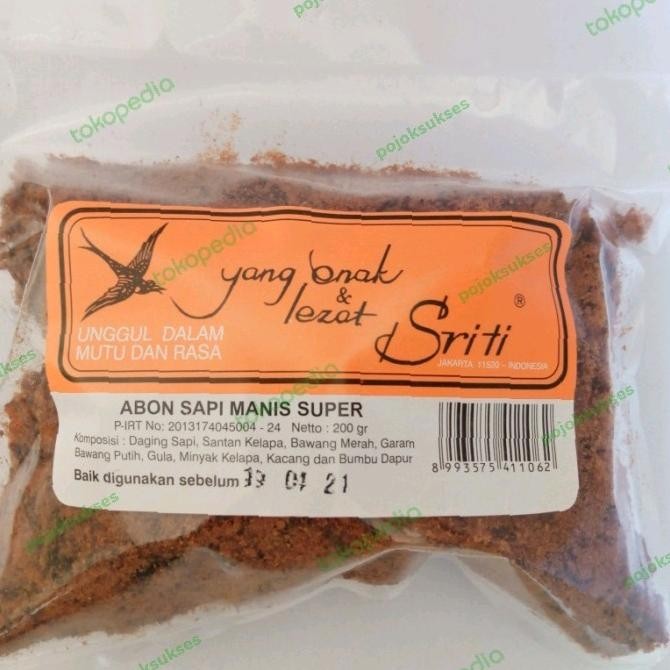 yang enak
&
lezat
Sriti ®
UNGGUL DALAM
MUTU DAN RASA
JAKARTA 11520 - INDONESIA
ABON SAPI MANIS SUPER
P-IRT No: 2013174045004 - 24 Netto : 200 gr
Komposisi : Daging Sapi, Santan Kelapa, Bawang Merah, Garam
Bawang Putih, Gula, Minyak Kelapa, Kacang dan Bumbu Dapur
Baik digunakan sebelum
8 993575 411062
tokopedia
pojoksukses
tokopedia
pojoksukses
tokopedia
pojoksukses
tokopedia
pojoksukses
pojoksukses
pojoksukses